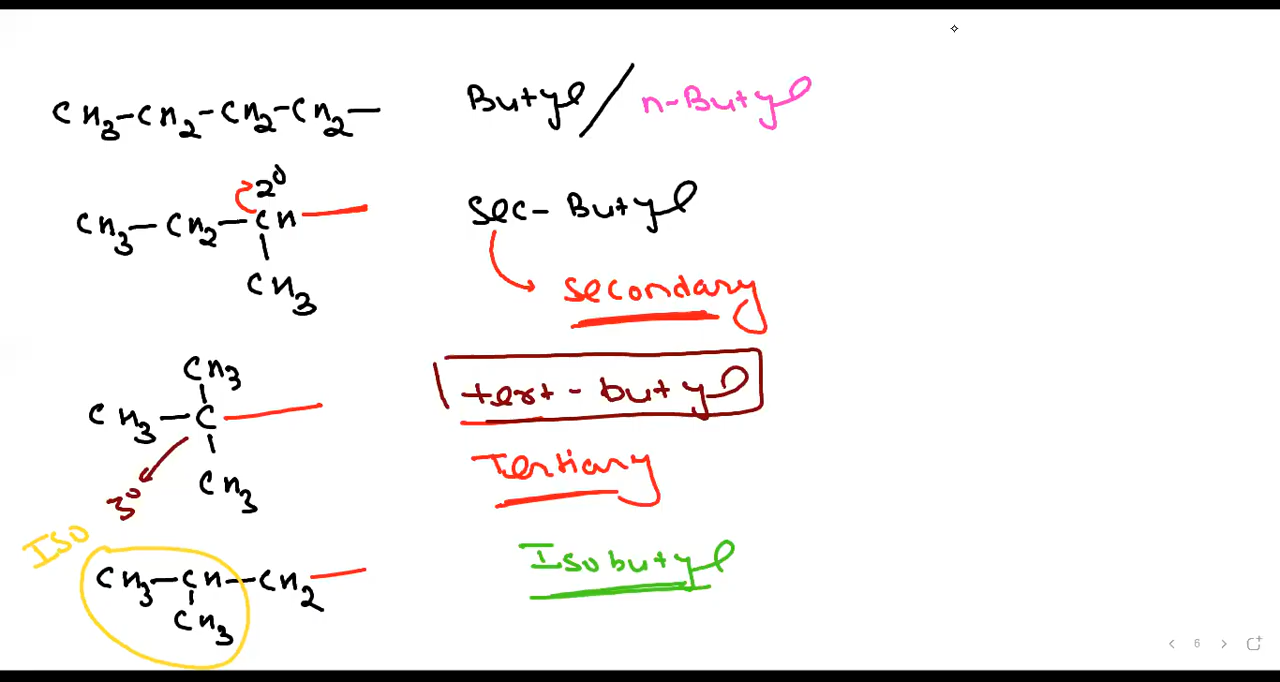 CH3-CH2-CH2-CH2- Butyl/n-Butyl
2°
CH3-CH2-CH- Sec-Butyl
CH3
secondary
CH3
CH3-C- tert-butyl
Tertiary
CH3
3°
Iso
Isobutyl
CH3-CH-CH2-
CH3
6